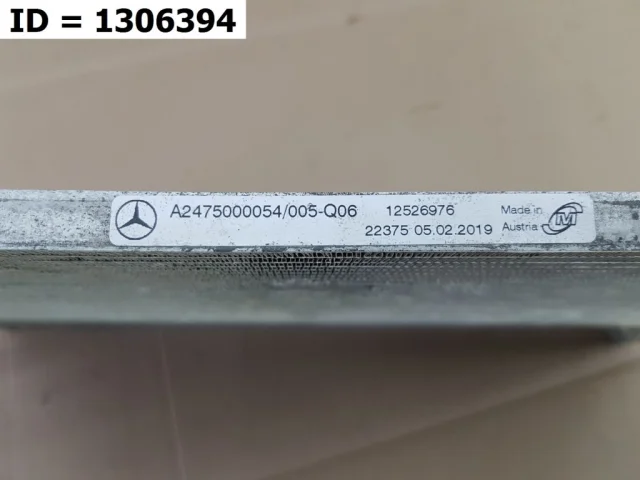 ID = 1306394
A2475000054/005-Q06 12526976 Made in
22375 05.02.2019 Austria M